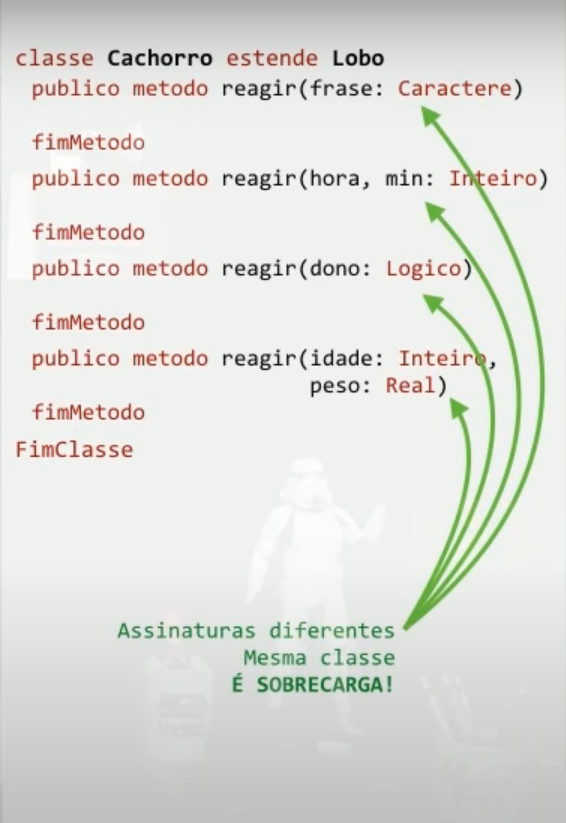 classe Cachorro estende Lobo
publico metodo reagir(frase: Caractere)
fimMetodo
publico metodo reagir(hora, min: Inteiro)
fimMetodo
publico metodo reagir(dono: Logico)
fimMetodo
publico metodo reagir(idade: Inteiro,
peso: Real)
fimMetodo
FimClasse
Assinaturas diferentes
Mesma classe
É SOBRECARGA!